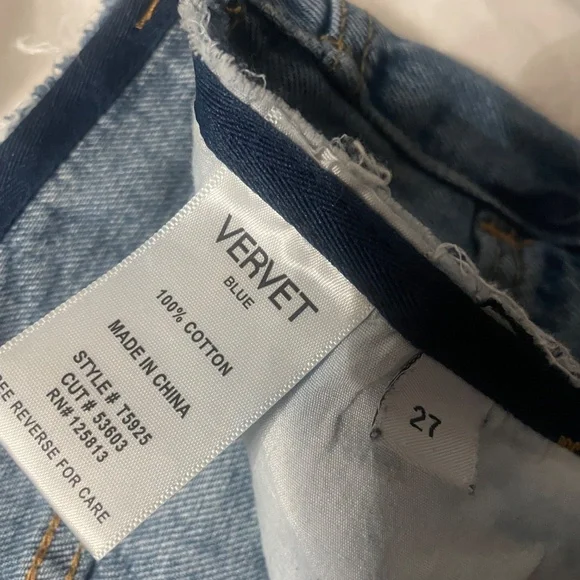 VERVET
BLUE
100% COTTON
MADE IN CHINA
STYLE # T5925
CUT # 53603
RN# 125813
SEE REVERSE FOR CARE
27